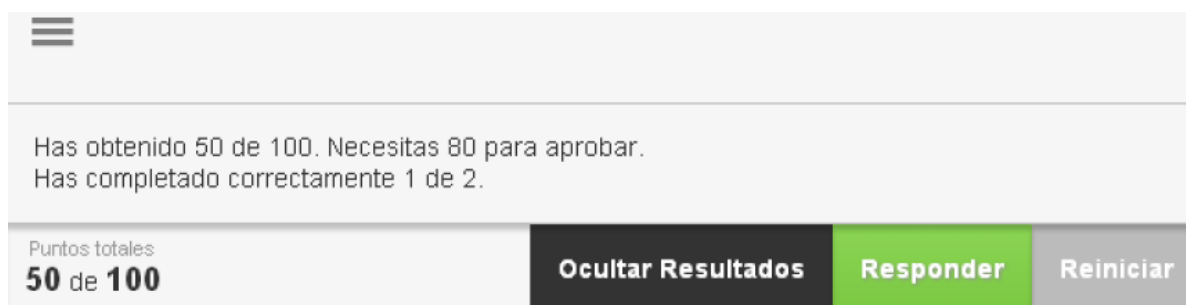 Has obtenido 50 de 100. Necesitas 80 para aprobar.
Has completado correctamente 1 de 2.
Puntos totales
50 de 100
Ocultar Resultados
Responder
Reiniciar